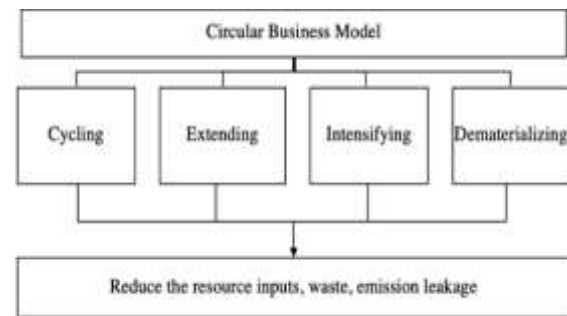 Circular Business Model
Cycling
Extending
Intensifying
Dematerializing
Reduce the resource inputs, waste, emission leakage